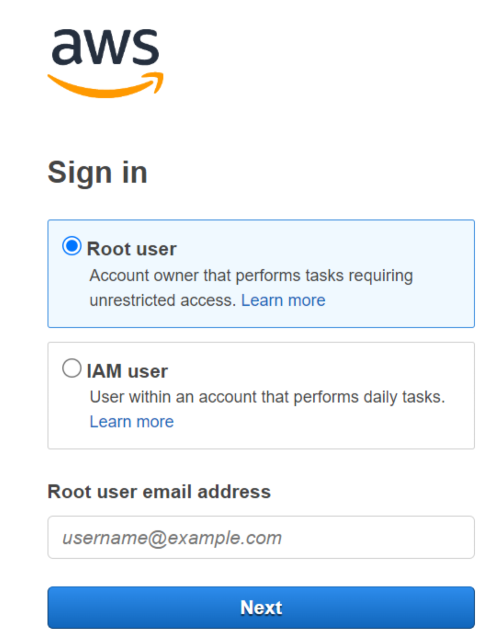 aws
Sign in
Root user
Account owner that performs tasks requiring
unrestricted access. Learn more
IAM user
User within an account that performs daily tasks.
Learn more
Root user email address
username@example.com
Next